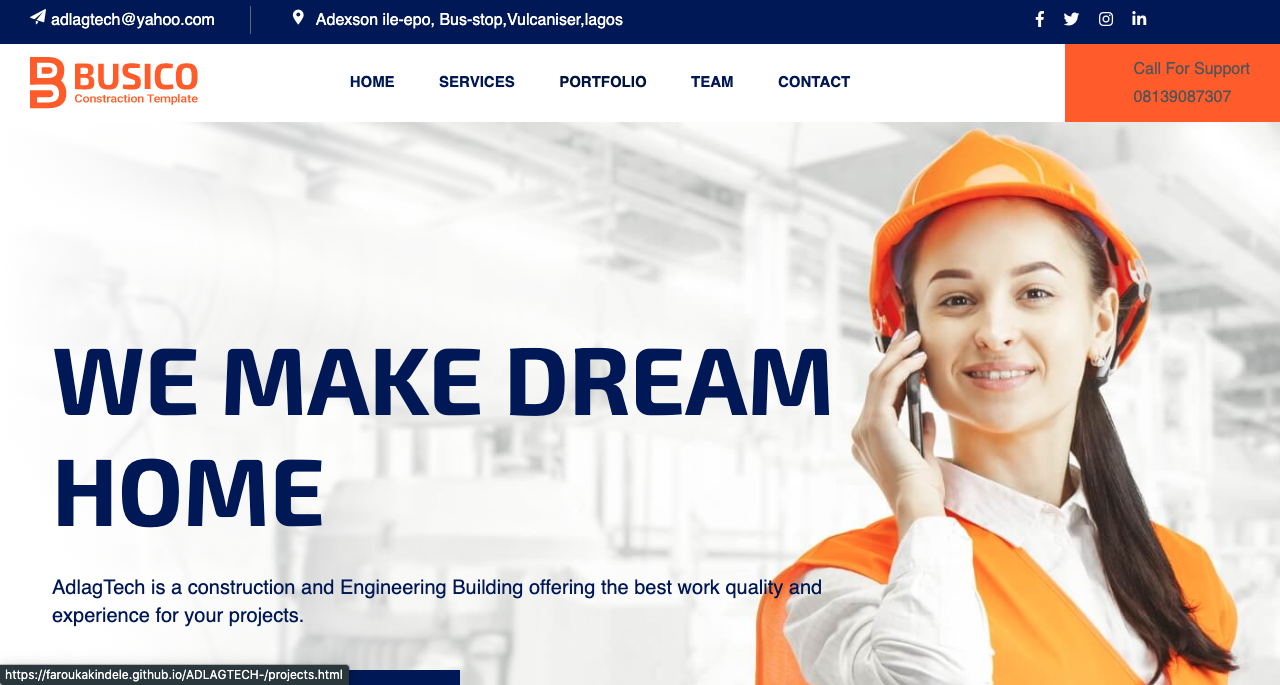 adlagtech@yahoo.com
Adexson ile-epo, Bus-stop,Vulcaniser,lagos
BUSICO
Constraction Template
HOME SERVICES PORTFOLIO TEAM CONTACT
Call For Support
08139087307
WE MAKE DREAM
HOME
AdlagTech is a construction and Engineering Building offering the best work quality and
experience for your projects.
https://faroukakindele.github.io/ADLAGTECH-/projects.html